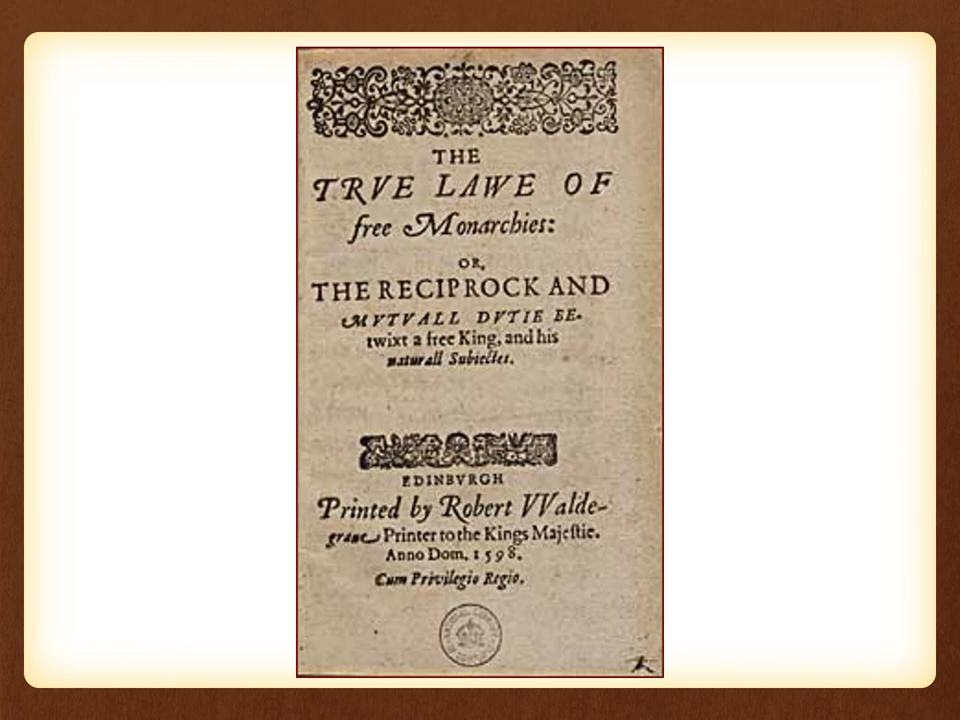 THE
TRVE LAWE OF
free Monarchies:
OR,
THE RECIPROCK AND
MVTVALL DVTIE BE-
twixt a free King, and his
naturall Subiectes.
EDINBVRGH
Printed by Robert VValde-
graue Printer to the Kings Majeſtie.
Anno Dom. 1598.
Cum Privilegio Regio.